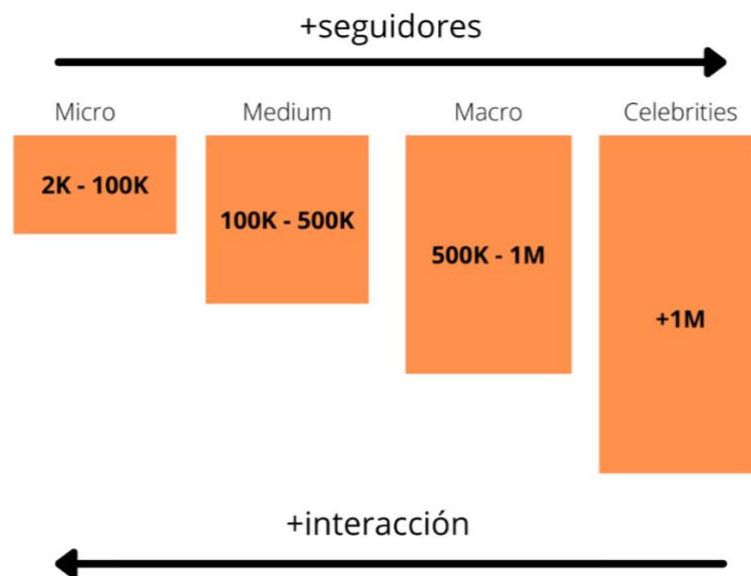 +seguidores
Micro
Medium
Macro
Celebrities
2K - 100K
100K - 500K
500K - 1M
+1M
+interacción